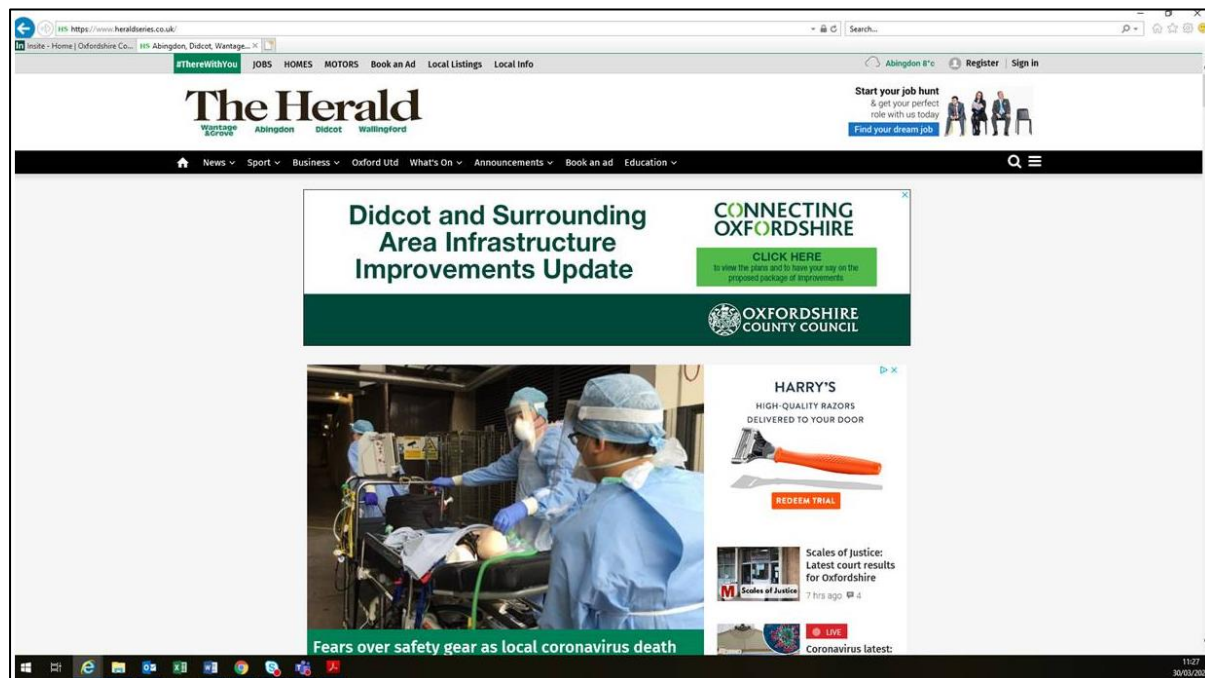 HS https://www.heraldseries.co.uk/
Search...
In Insite - Home | Oxfordshire Co...
HS Abingdon, Didcot, Wantage...
#ThereWithYou JOBS HOMES MOTORS Book an Ad Local Listings Local Info
Abingdon 8°c Register Sign in
The Herald
Wantage & Grove Abingdon Didcot Wallingford
Start your job hunt
& get your perfect
role with us today
Find your dream job
News Sport Business Oxford Utd What's On Announcements Book an ad Education
Didcot and Surrounding
Area Infrastructure
Improvements Update
CONNECTING
OXFORDSHIRE
CLICK HERE
to view the plans and to have your say on the
proposed package of improvements
OXFORDSHIRE
COUNTY COUNCIL
HARRY'S
HIGH-QUALITY RAZORS
DELIVERED TO YOUR DOOR
REDEEM TRIAL
M Scales of Justice
Scales of Justice:
Latest court results
for Oxfordshire
7 hrs ago 4
LIVE
Coronavirus latest:
Fears over safety gear as local coronavirus death
11:27
30/03/202